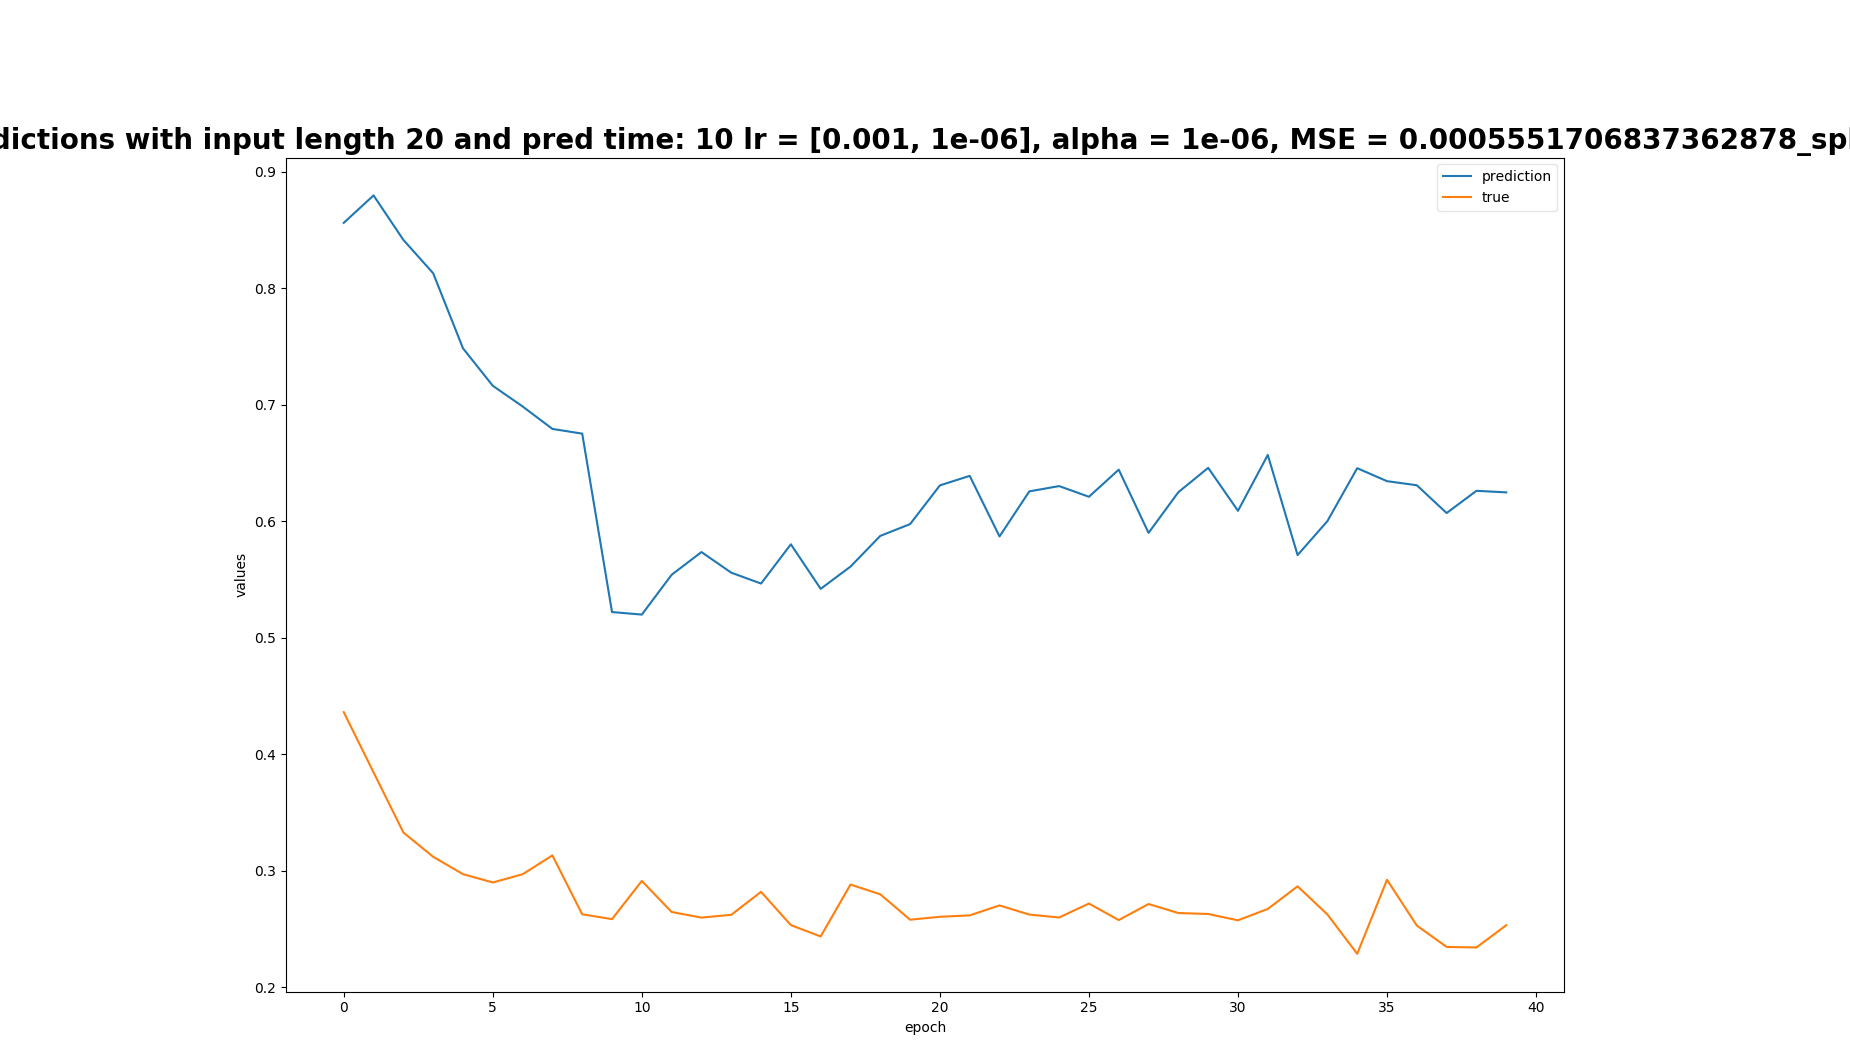 dictions with input length 20 and pred time: 10 lr = [0.001, 1e-06], alpha = 1e-06, MSE = 0.0005551706837362878_spl
prediction
true
0.9
0.8
0.7
0.6
0.5
0.4
0.3
0.2
values
0 5 10 15 20 25 30 35 40
epoch